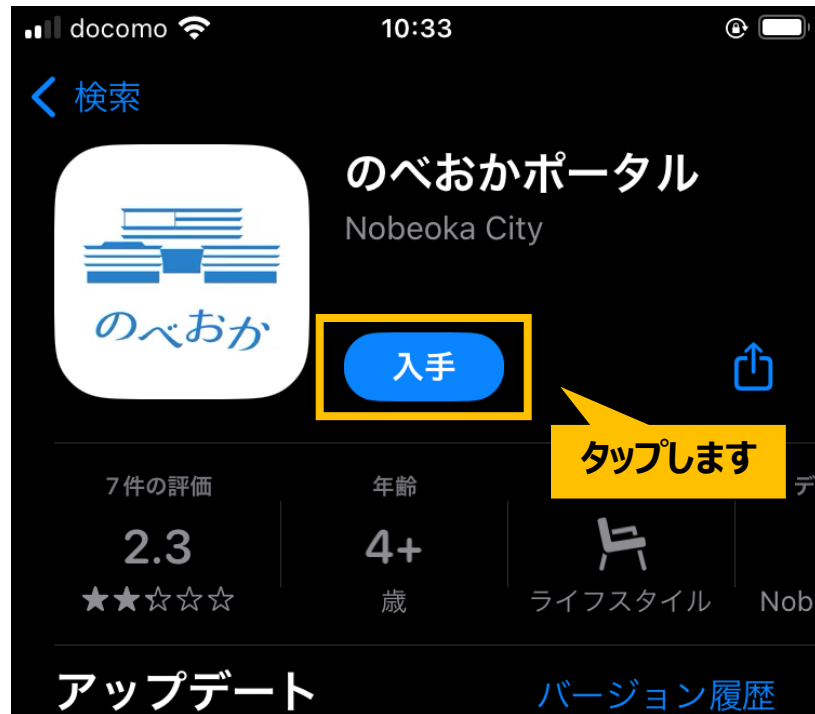 docomo 10:33
検索
のべおかポータル
Nobeoka City
のべおか
入手
タップします
7件の評価 年齢 デ
2.3 4+
★★☆☆☆ 歳 ライフスタイル Nob
アップデート バージョン履歴